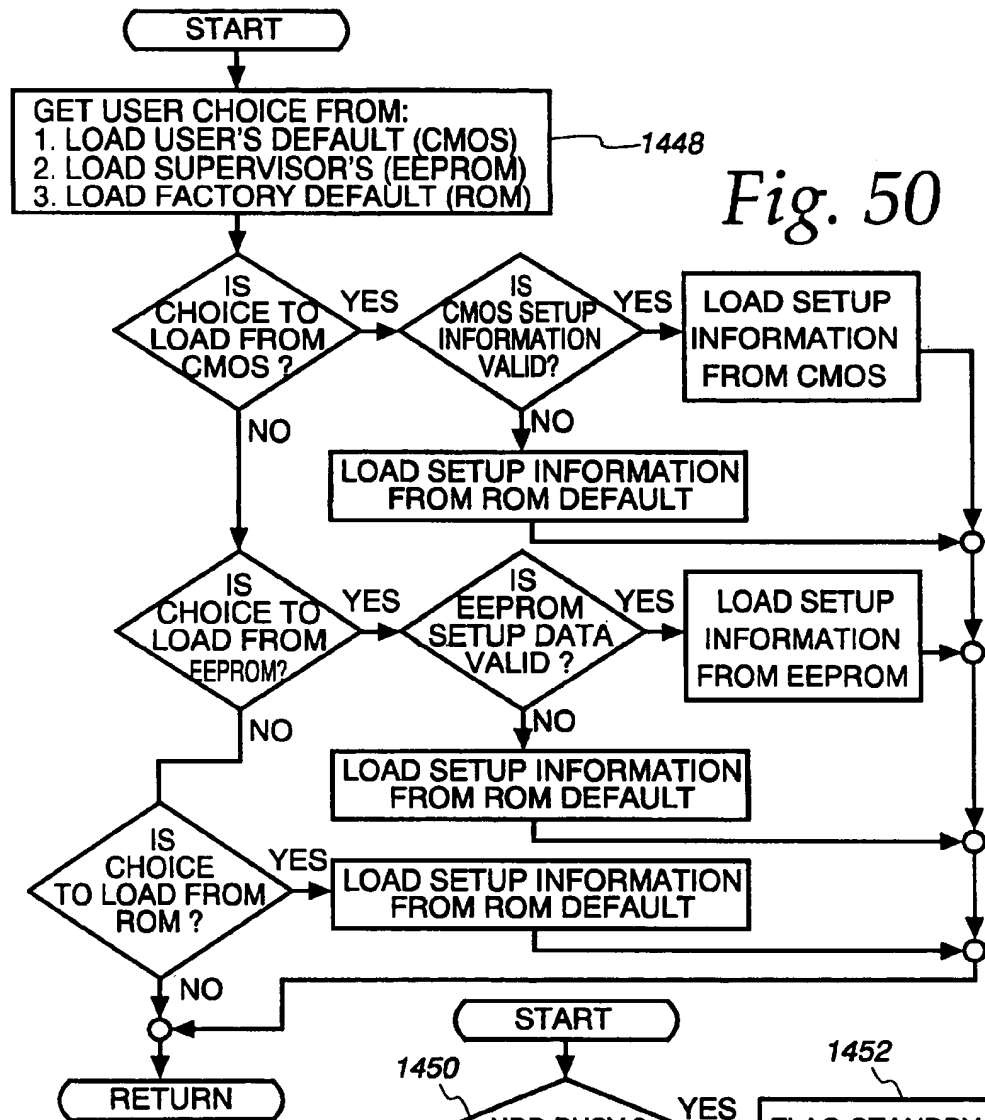 START
GET USER CHOICE FROM:
1. LOAD USER'S DEFAULT (CMOS)
2. LOAD SUPERVISOR'S (EEPROM)
3. LOAD FACTORY DEFAULT (ROM)
1448
Fig. 50
IS
CHOICE TO
LOAD FROM
CMOS ?
YES
IS
CMOS SETUP
INFORMATION
VALID?
YES
LOAD SETUP
INFORMATION
FROM CMOS
NO
NO
LOAD SETUP INFORMATION
FROM ROM DEFAULT
IS
CHOICE TO
LOAD FROM
EEPROM?
YES
IS
EEPROM
SETUP DATA
VALID ?
YES
LOAD SETUP
INFORMATION
FROM EEPROM
NO
NO
LOAD SETUP INFORMATION
FROM ROM DEFAULT
IS
CHOICE
TO LOAD FROM
ROM ?
YES
LOAD SETUP INFORMATION
FROM ROM DEFAULT
NO
RETURN
START
1450
YES
1452